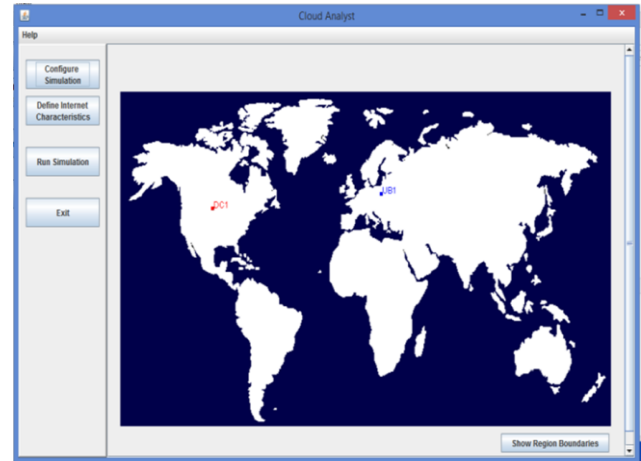 Cloud Analyst
Help
Configure
Simulation
Define Internet
Characteristics
Run Simulation
Exit
DC1
UB1
Show Region Boundaries